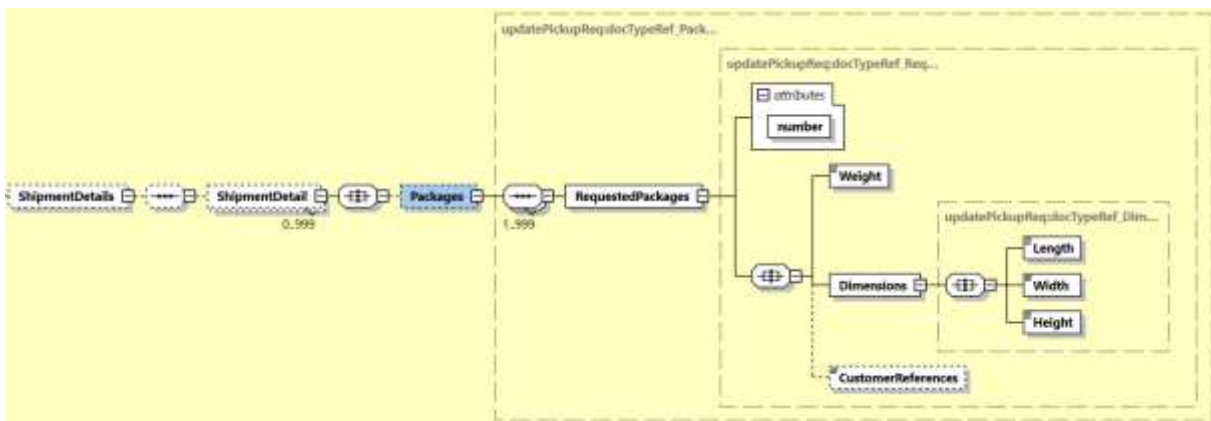 updatePickupReq:docTypeRef_Pack...
updatePickupReq:docTypeRef_Req...
attributes
number
ShipmentDetails
ShipmentDetail
0..999
Packages
1..999
RequestedPackages
Weight
updatePickupReq:docTypeRef_Dim...
Length
Dimensions
Width
Height
CustomerReferences